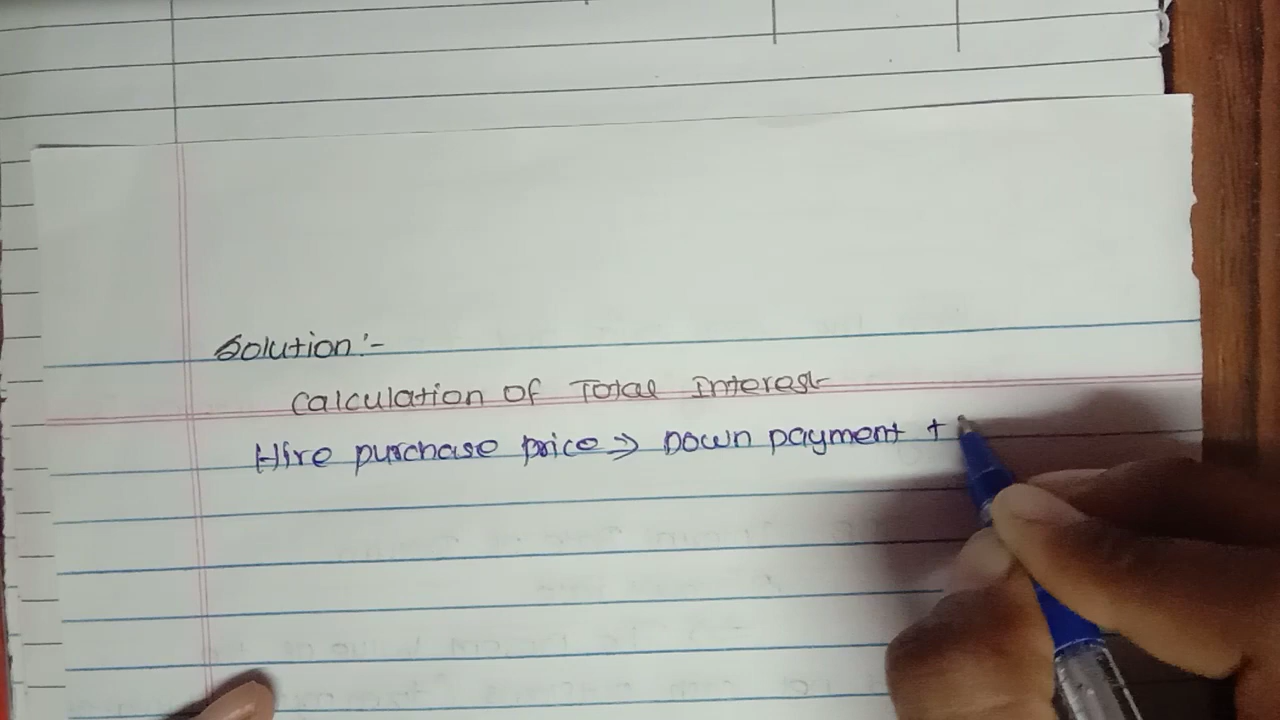 Solution:-
Calculation of Total Interest
Hire purchase price => Down payment +